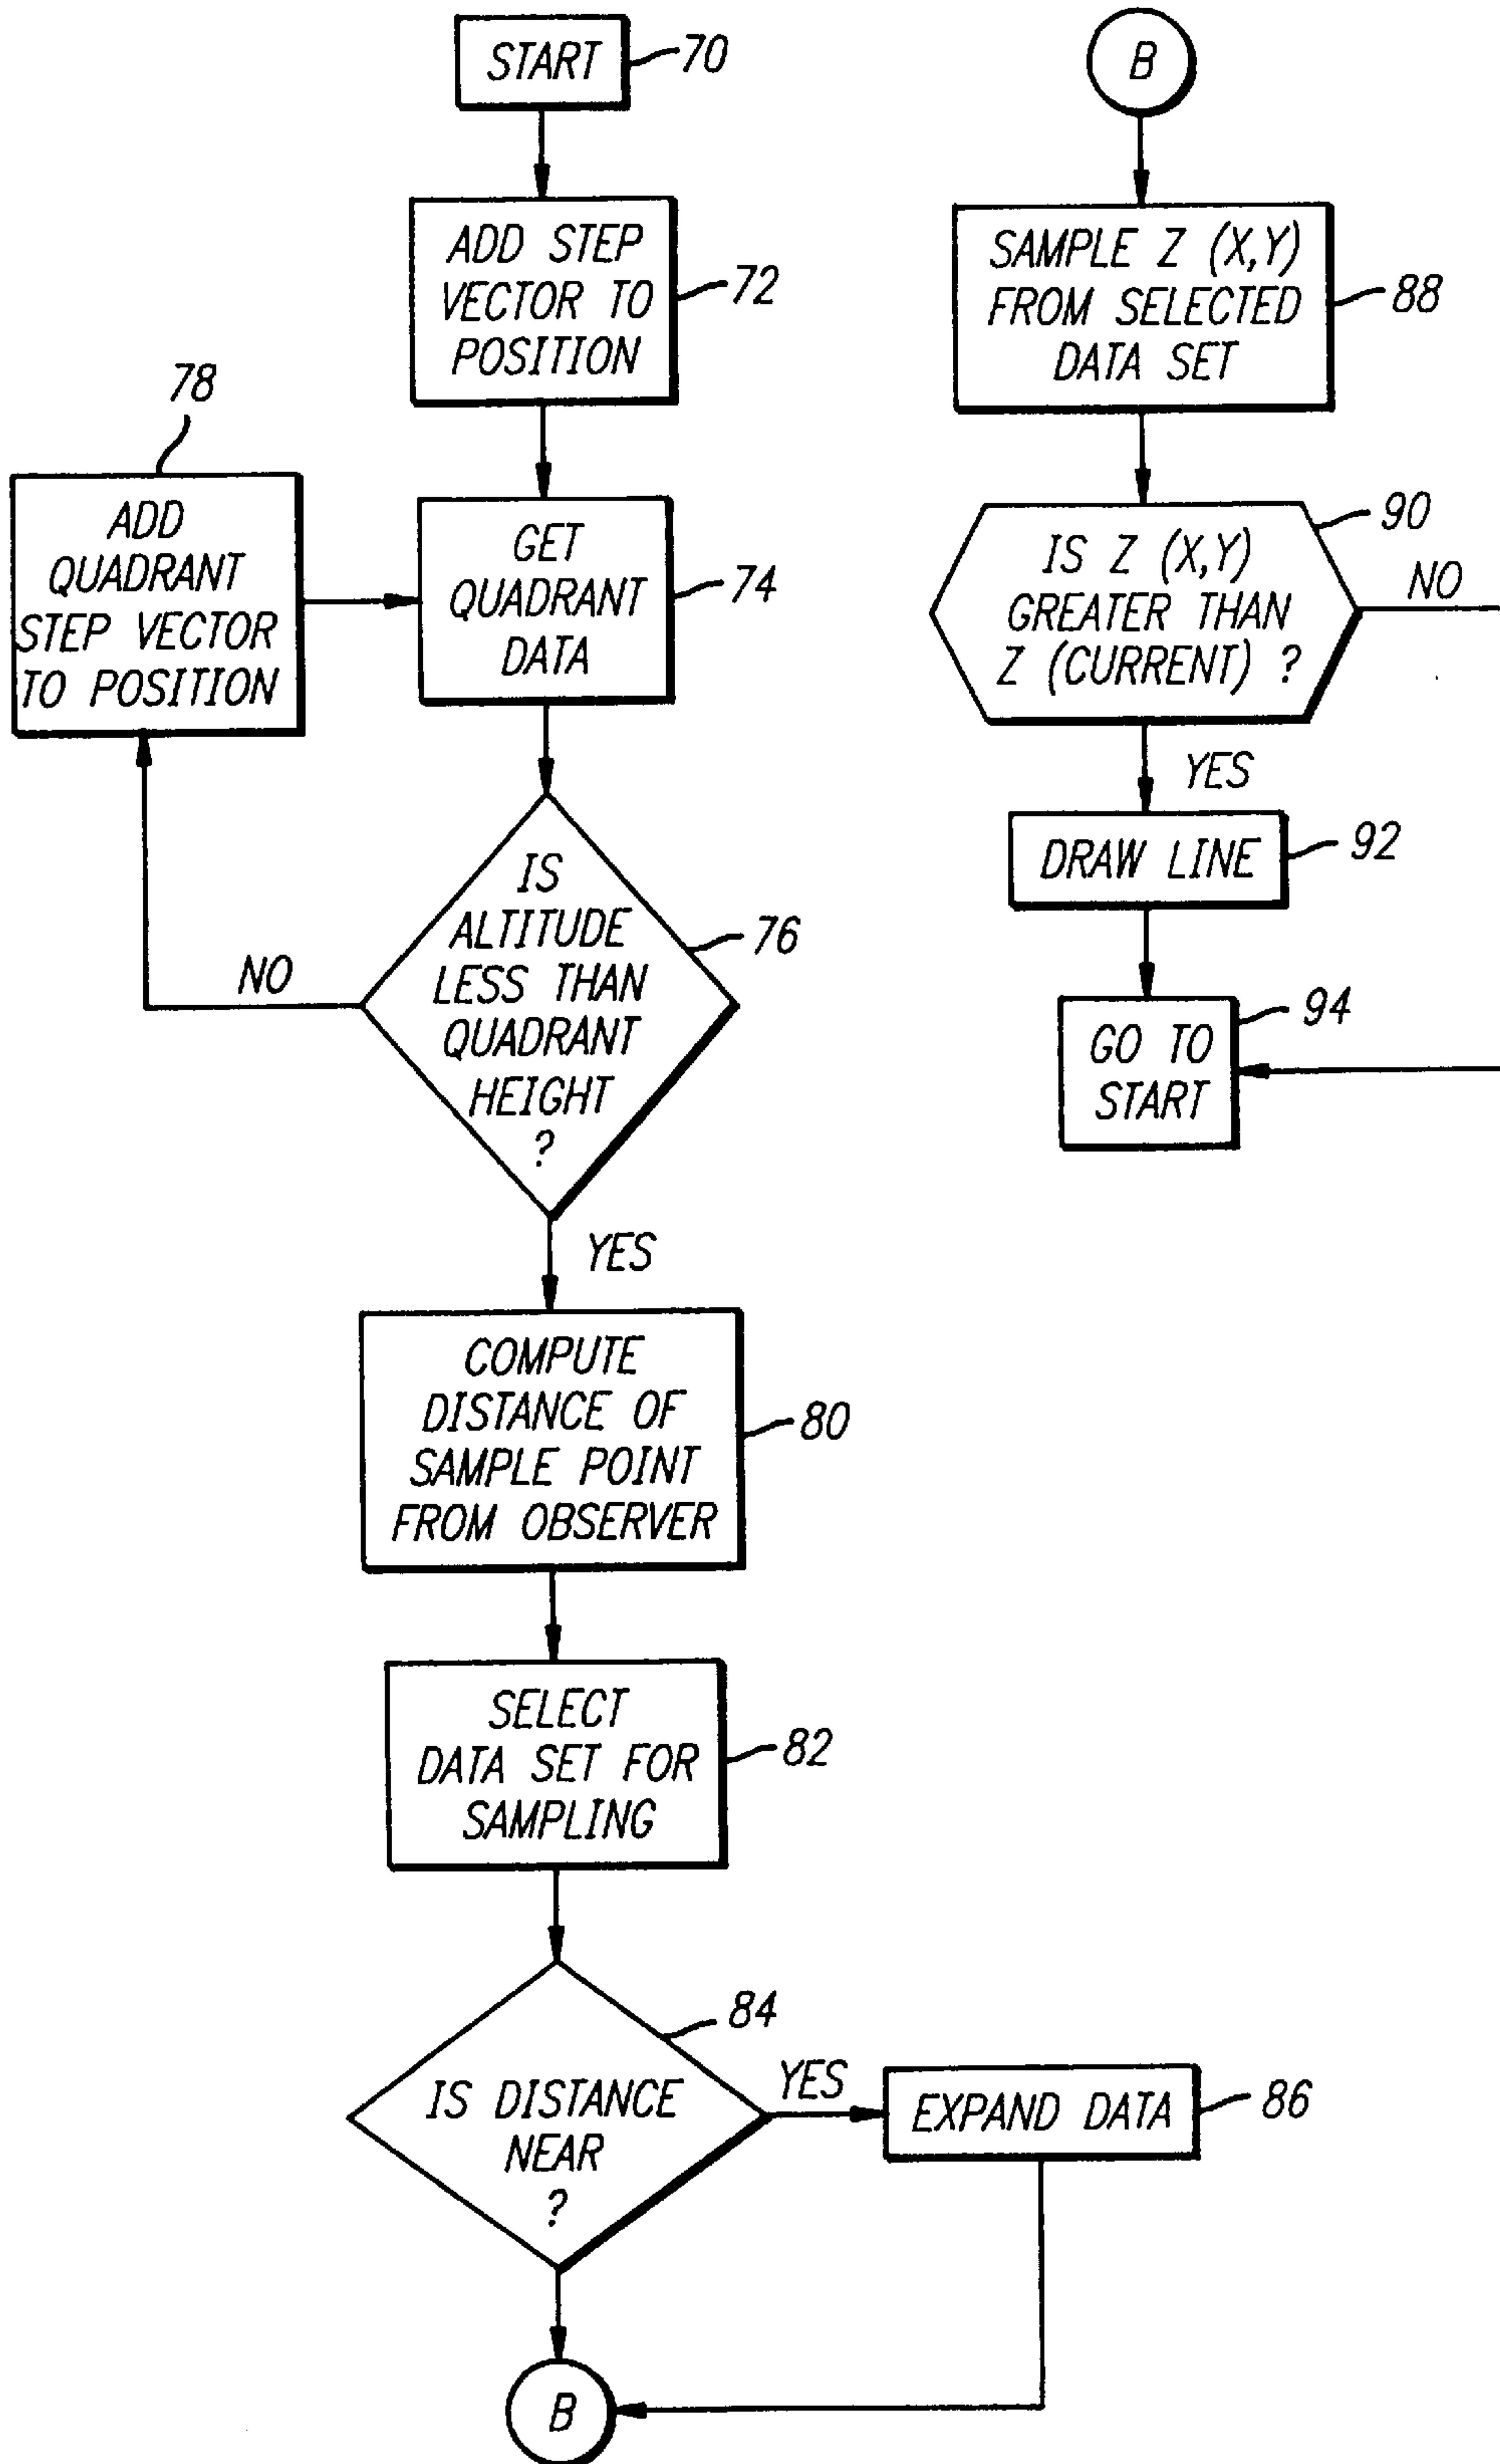 START
70
ADD STEP
VECTOR TO
POSITION
72
78
ADD
QUADRANT
STEP VECTOR
TO POSITION
GET
QUADRANT
DATA
74
IS
ALTITUDE
LESS THAN
QUADRANT
HEIGHT
?
76
NO
YES
COMPUTE
DISTANCE OF
SAMPLE POINT
FROM OBSERVER
80
SELECT
DATA SET FOR
SAMPLING
82
IS DISTANCE
NEAR
?
84
YES
EXPAND DATA
86
B
B
SAMPLE Z (X,Y)
FROM SELECTED
DATA SET
88
IS Z (X,Y)
GREATER THAN
Z (CURRENT) ?
90
NO
YES
DRAW LINE
92
GO TO
START
94